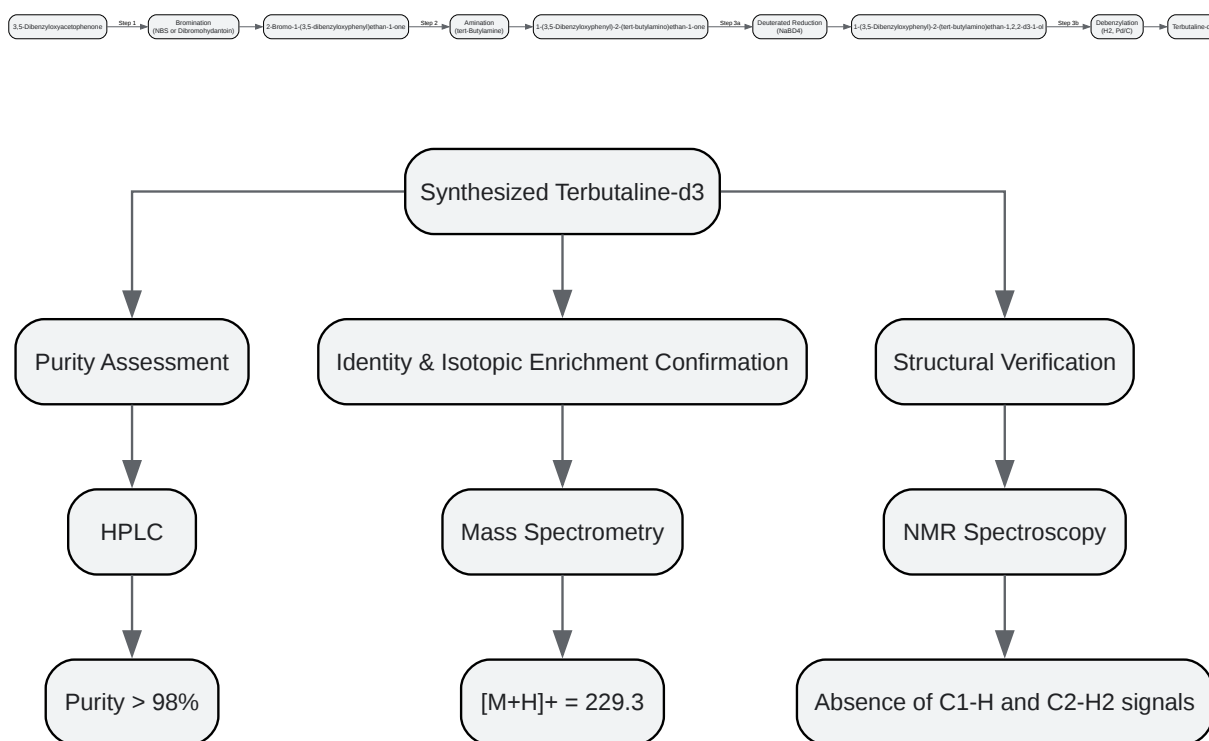 3,5-Dibenzyloxyacetophenone
Step 1
Bromination
(NBS or Dibromohydantoin)
2-Bromo-1-(3,5-dibenzyloxyphenyl)ethan-1-one
Step 2
Amination
(tert-Butylamine)
1-(3,5-Dibenzyloxyphenyl)-2-(tert-butylamino)ethan-1-one
Step 3a
Deuterated Reduction
(NaBD4)
1-(3,5-Dibenzyloxyphenyl)-2-(tert-butylamino)ethan-1,2,2-d3-1-ol
Step 3b
Debenzylation
(H2, Pd/C)
Synthesized Terbutaline-d3
Purity Assessment
Identity & Isotopic Enrichment Confirmation
Structural Verification
HPLC
Mass Spectrometry
NMR Spectroscopy
Purity > 98%
[M+H]+ = 229.3
Absence of C1-H and C2-H2 signals